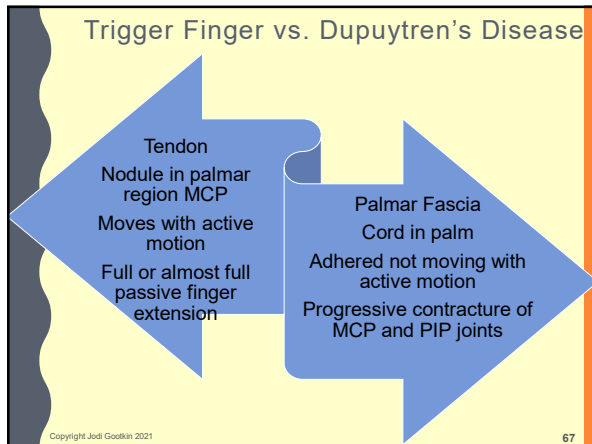 Trigger Finger vs. Dupuytren's Disease
Tendon
Nodule in palmar
region MCP
Moves with active
motion
Full or almost full
passive finger
extension
Palmar Fascia
Cord in palm
Adhered not moving with
active motion
Progressive contracture of
MCP and PIP joints
Copyright Jodi Gootkin 2021
67